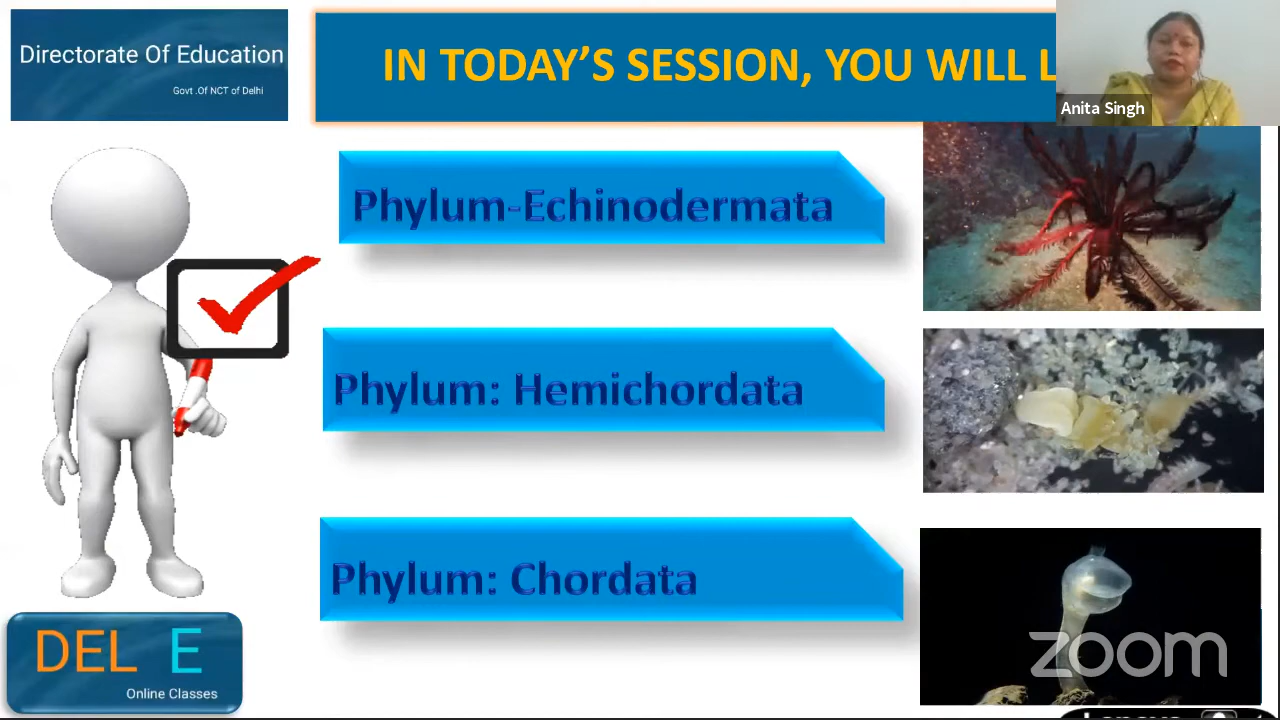 Directorate Of Education
Govt .Of NCT of Delhi
IN TODAY'S SESSION, YOU WILL L
Anita Singh
Phylum-Echinodermata
Phylum: Hemichordata
Phylum: Chordata
DEL E
Online Classes
zoom